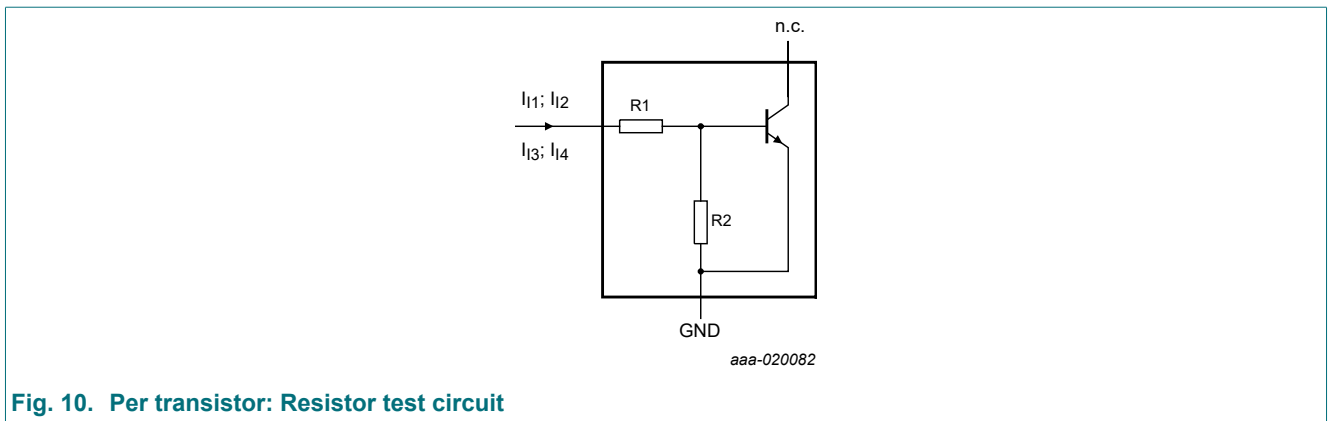 n.c.
II1; II2
R1
II3; II4
R2
GND
aaa-020082
Fig. 10. Per transistor: Resistor test circuit